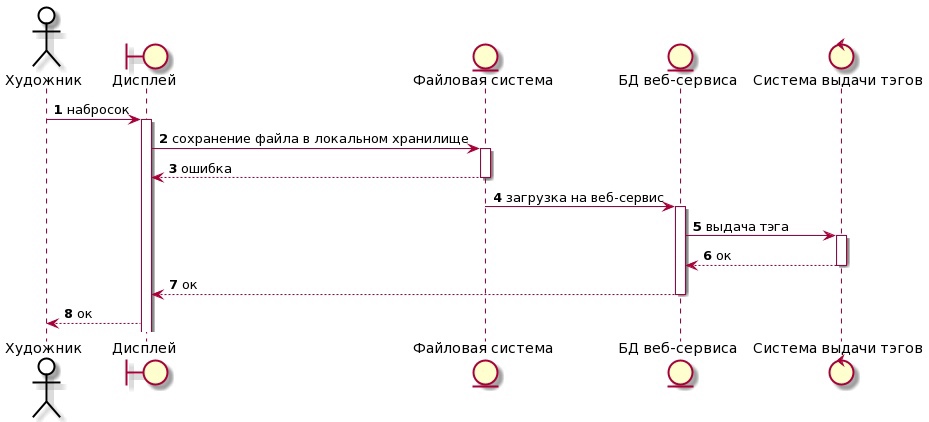 Художник
Дисплей
Файловая система
БД веб-сервиса
Система выдачи тэгов
1 набросок
2 сохранение файла в локальном хранилище
3 ошибка
4 загрузка на веб-сервис
5 выдача тэга
6 ок
7 ок
8 ок
Художник
Дисплей
Файловая система
БД веб-сервиса
Система выдачи тэгов